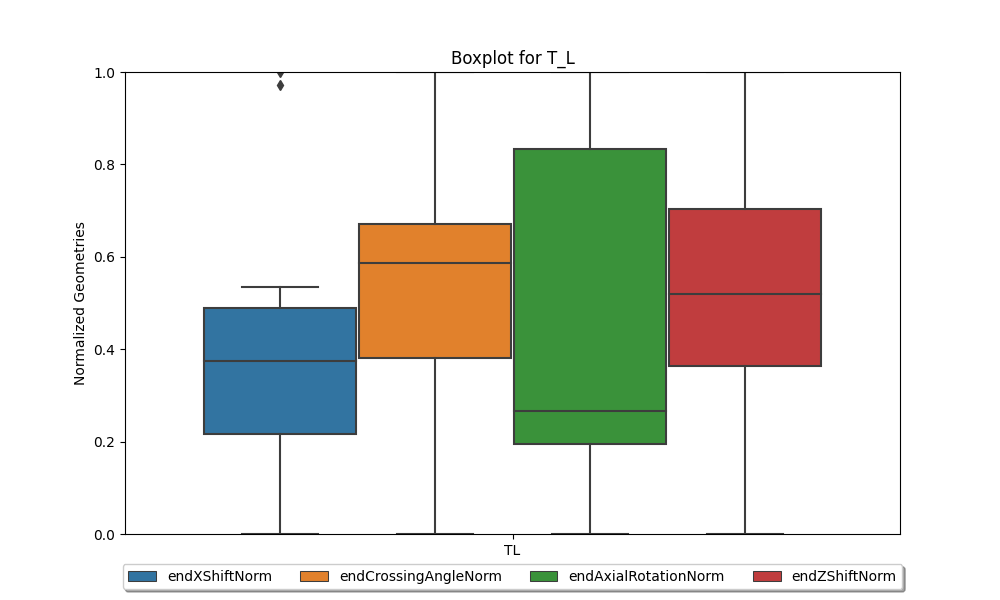 Boxplot for T_L
Normalized Geometries
1.0
0.8
0.6
0.4
0.2
0.0
TL
endXShiftNorm endCrossingAngleNorm endAxialRotationNorm endZShiftNorm